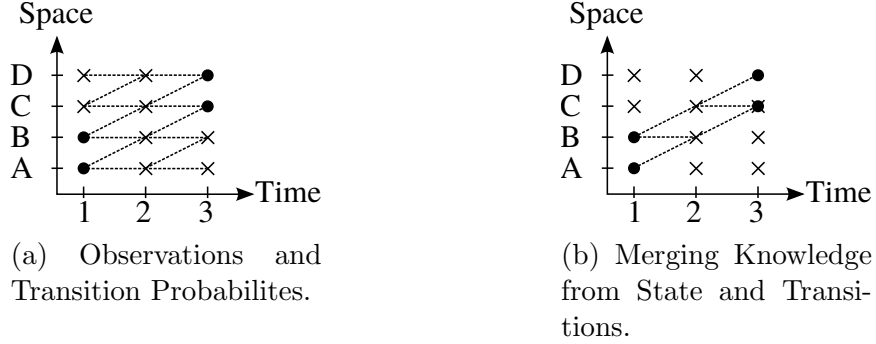 Space
D
C
B
A
1 2 3
Time
(a) Observations and
Transition Probabilites.
Space
D
C
B
A
1 2 3
Time
(b) Merging Knowledge
from State and Transi-
tions.